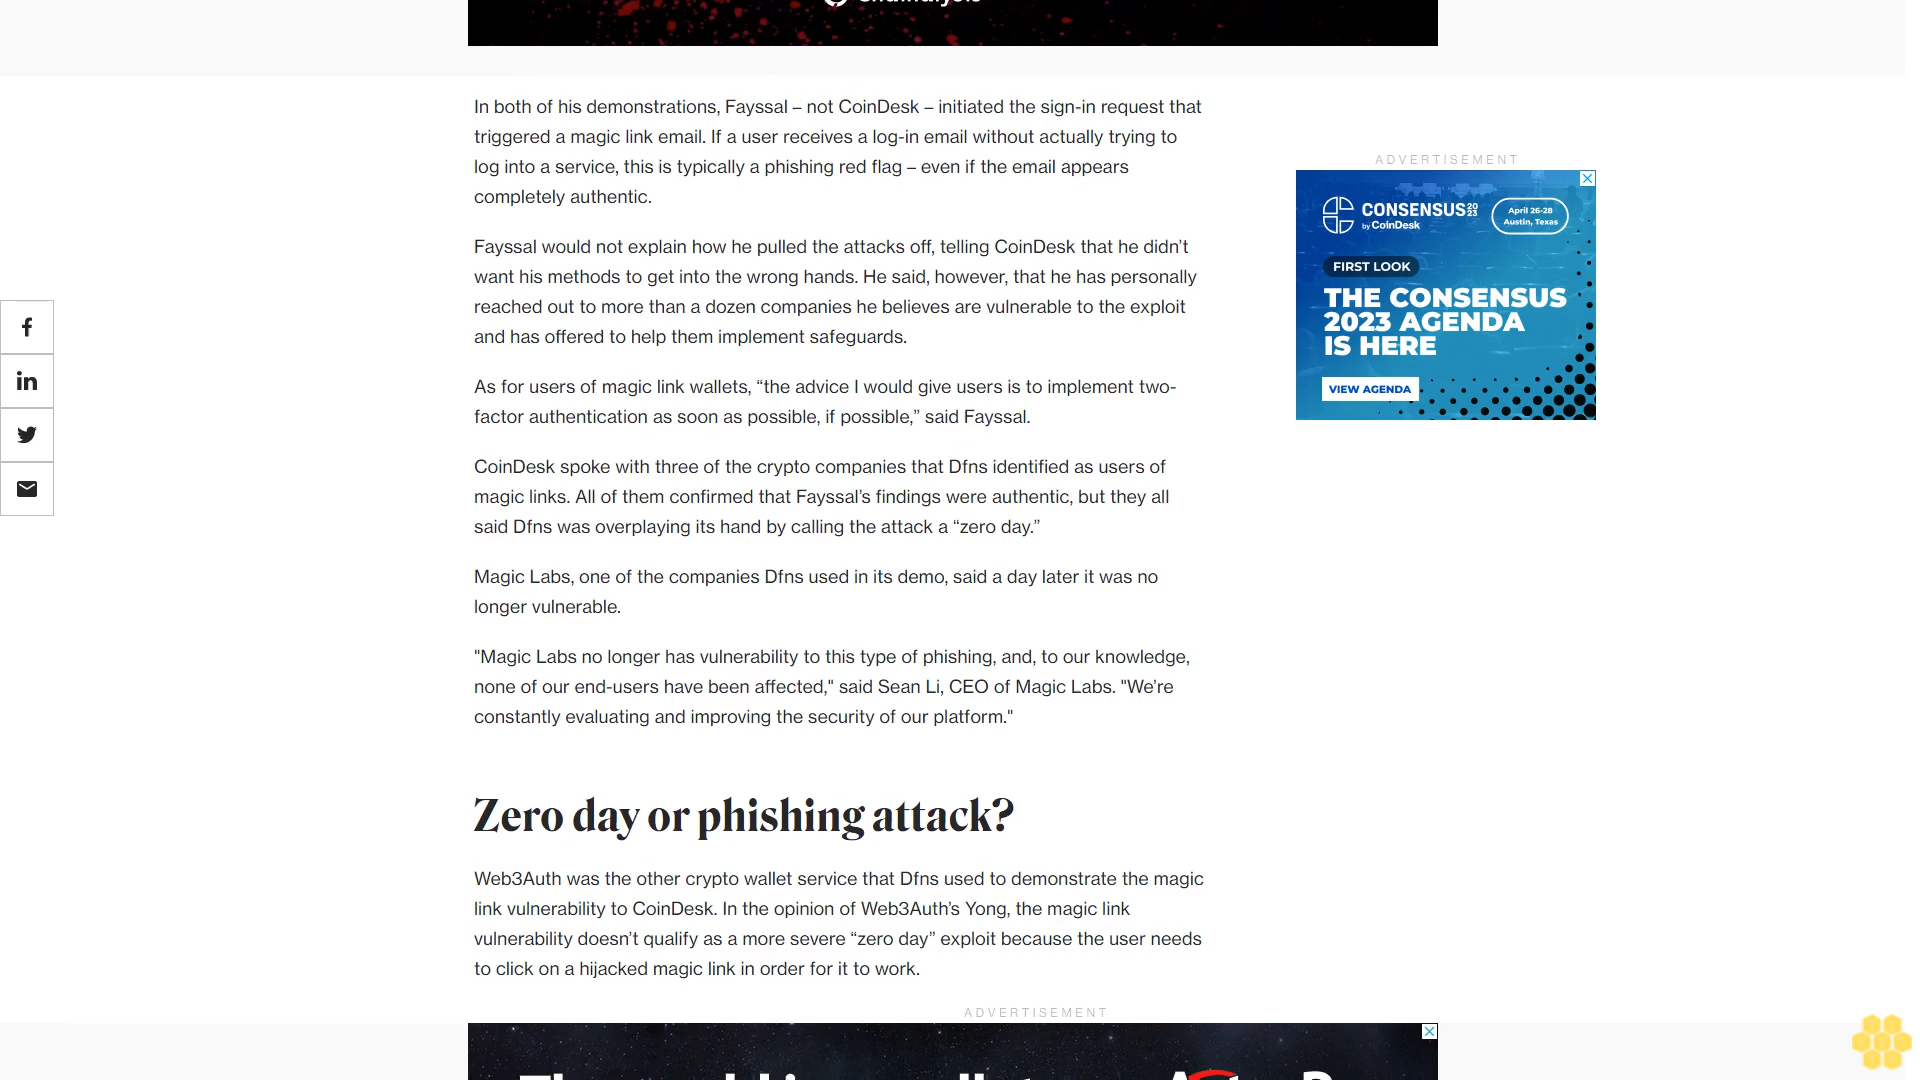 In both of his demonstrations, Fayssal – not CoinDesk – initiated the sign-in request that
triggered a magic link email. If a user receives a log-in email without actually trying to
log into a service, this is typically a phishing red flag – even if the email appears
completely authentic.
Fayssal would not explain how he pulled the attacks off, telling CoinDesk that he didn’t
want his methods to get into the wrong hands. He said, however, that he has personally
reached out to more than a dozen companies he believes are vulnerable to the exploit
and has offered to help them implement safeguards.
As for users of magic link wallets, “the advice I would give users is to implement two-
factor authentication as soon as possible, if possible,” said Fayssal.
CoinDesk spoke with three of the crypto companies that Dfns identified as users of
magic links. All of them confirmed that Fayssal’s findings were authentic, but they all
said Dfns was overplaying its hand by calling the attack a “zero day.”
Magic Labs, one of the companies Dfns used in its demo, said a day later it was no
longer vulnerable.
"Magic Labs no longer has vulnerability to this type of phishing, and, to our knowledge,
none of our end-users have been affected," said Sean Li, CEO of Magic Labs. "We’re
constantly evaluating and improving the security of our platform."
Zero day or phishing attack?
Web3Auth was the other crypto wallet service that Dfns used to demonstrate the magic
link vulnerability to CoinDesk. In the opinion of Web3Auth’s Yong, the magic link
vulnerability doesn’t qualify as a more severe “zero day” exploit because the user needs
to click on a hijacked magic link in order for it to work.
ADVERTISEMENT
ADVERTISEMENT
CONSENSUS 2023
by CoinDesk
April 26-28
Austin, Texas
FIRST LOOK
THE CONSENSUS
2023 AGENDA
IS HERE
VIEW AGENDA